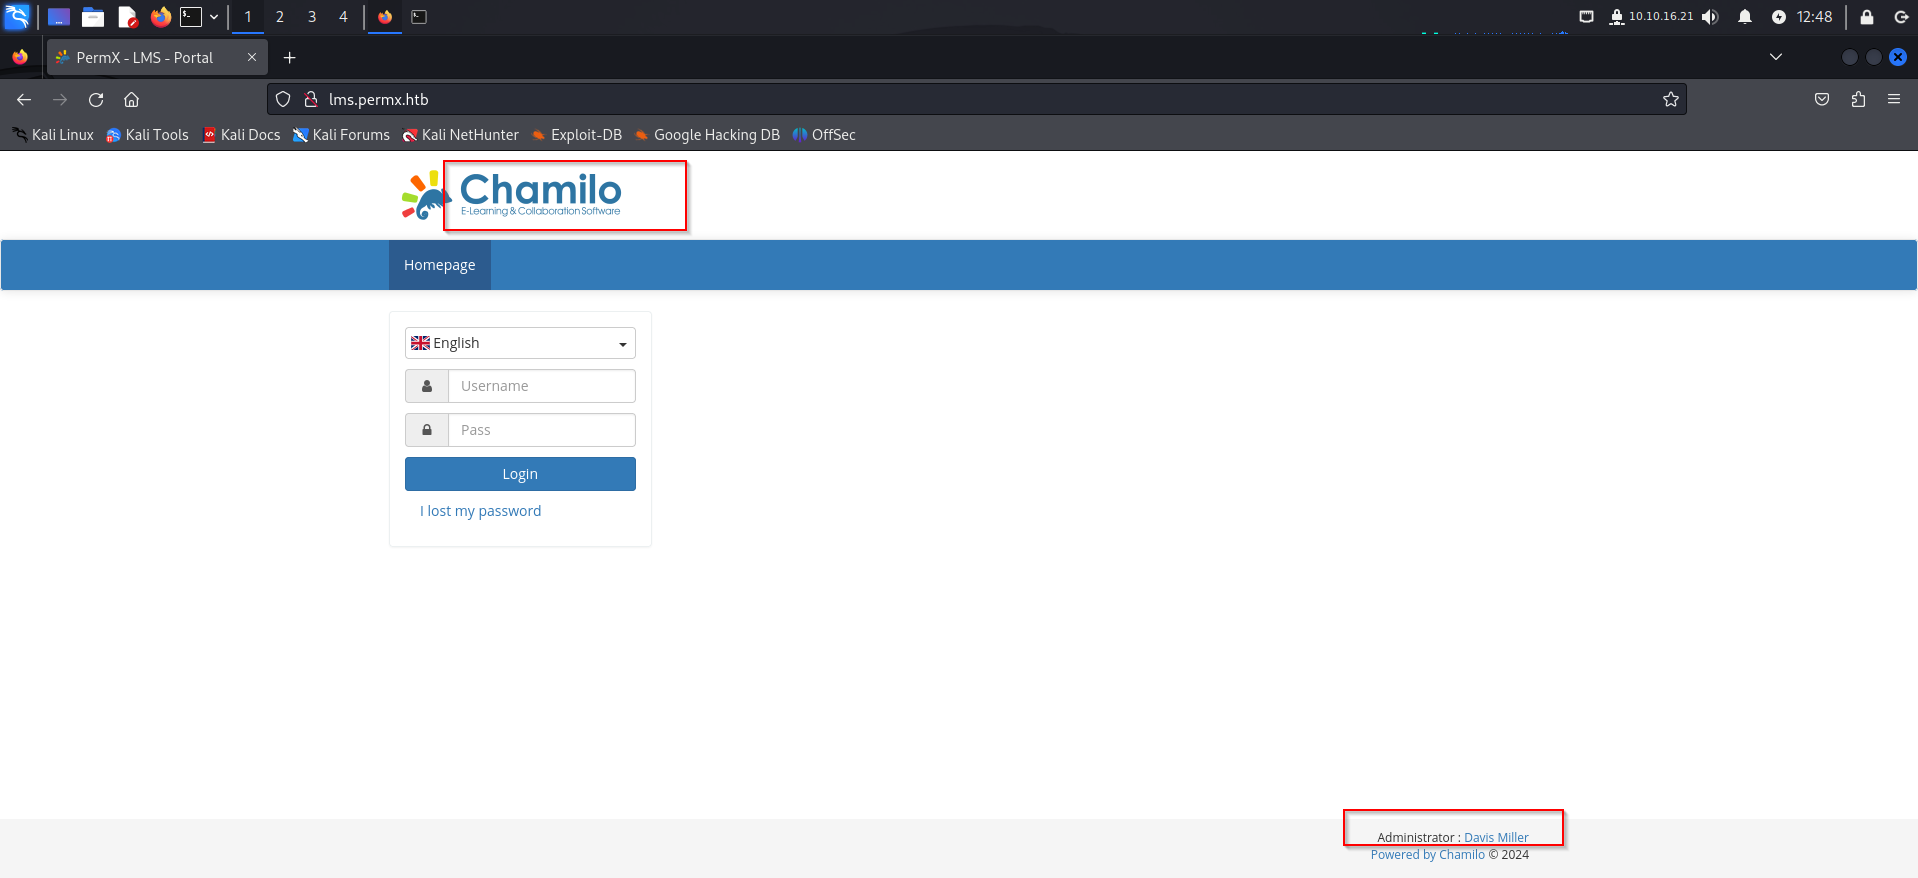 1 2 3 4 10.10.16.21 12:48
PermX - LMS - Portal
lms.permx.htb
Kali Linux Kali Tools Kali Docs Kali Forums Kali NetHunter Exploit-DB Google Hacking DB OffSec
Chamilo
E-Learning & Collaboration Software
Homepage
English
Username
Pass
Login
I lost my password
Administrator : Davis Miller
Powered by Chamilo © 2024